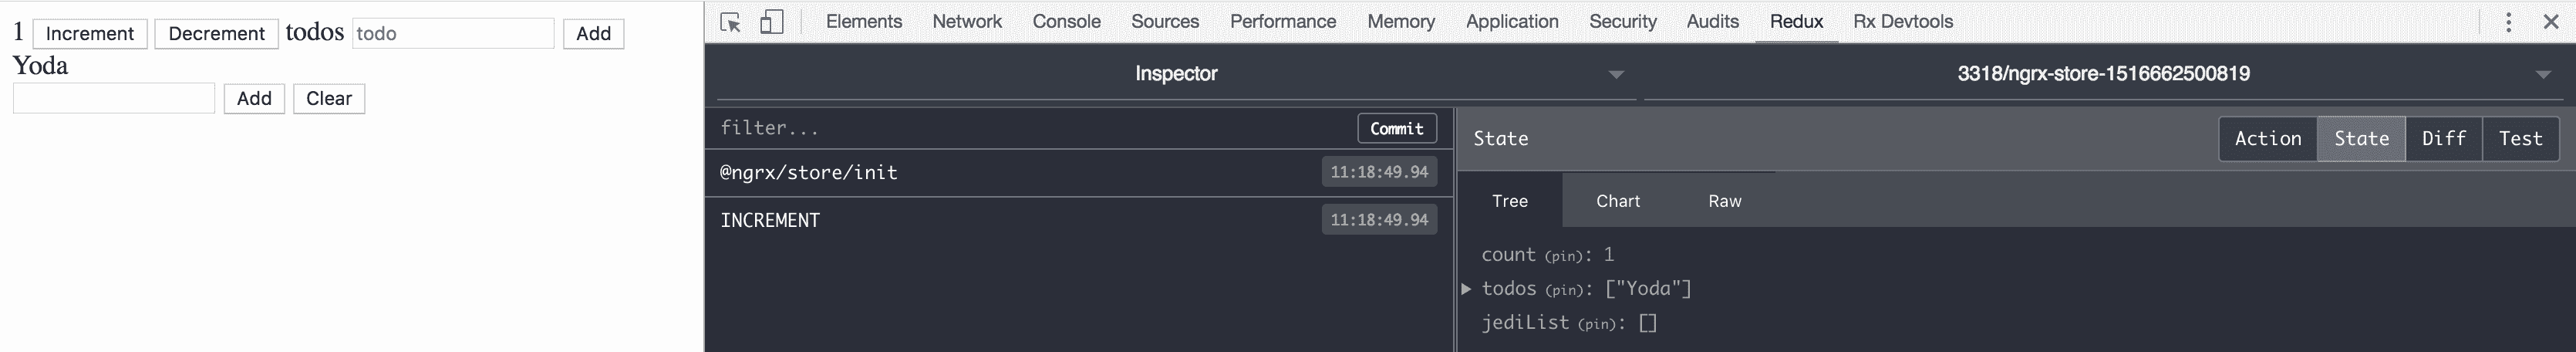 1 Increment Decrement todos todo Add
Yoda
Add Clear
Elements Network Console Sources Performance Memory Application Security Audits Redux Rx Devtools
Inspector 3318/ngrx-store-1516662500819
filter... Commit
@ngrx/store/init 11:18:49.94
INCREMENT 11:18:49.94
State Action State Diff Test
Tree Chart Raw
count (pin): 1
todos (pin): ["Yoda"]
jediList (pin): []